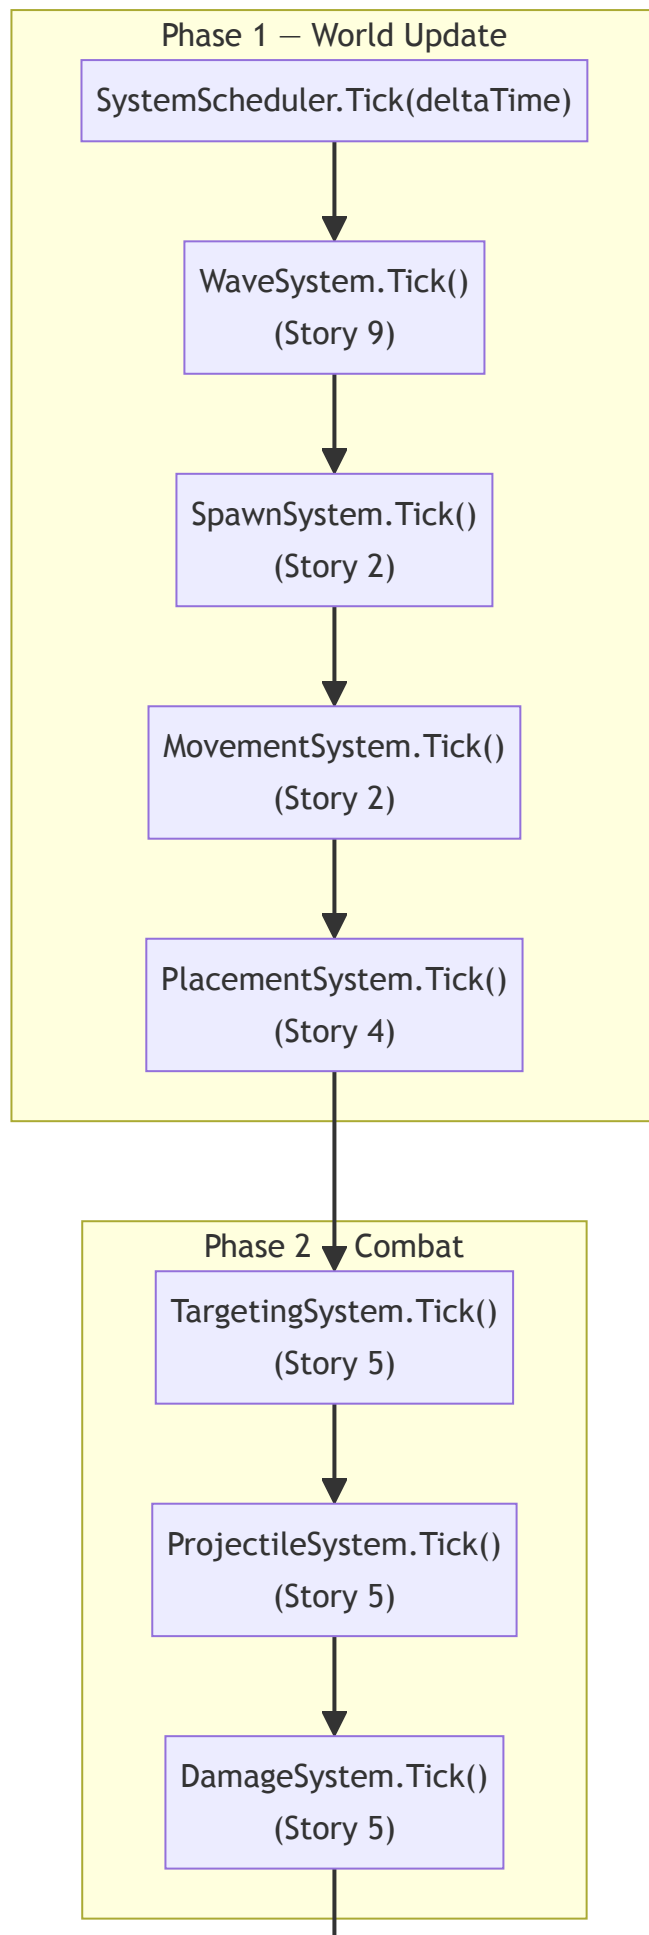 Phase 1 — World Update
SystemScheduler.Tick(deltaTime)
WaveSystem.Tick()
(Story 9)
SpawnSystem.Tick()
(Story 2)
MovementSystem.Tick()
(Story 2)
PlacementSystem.Tick()
(Story 4)
Phase 2 Combat
TargetingSystem.Tick()
(Story 5)
ProjectileSystem.Tick()
(Story 5)
DamageSystem.Tick()
(Story 5)